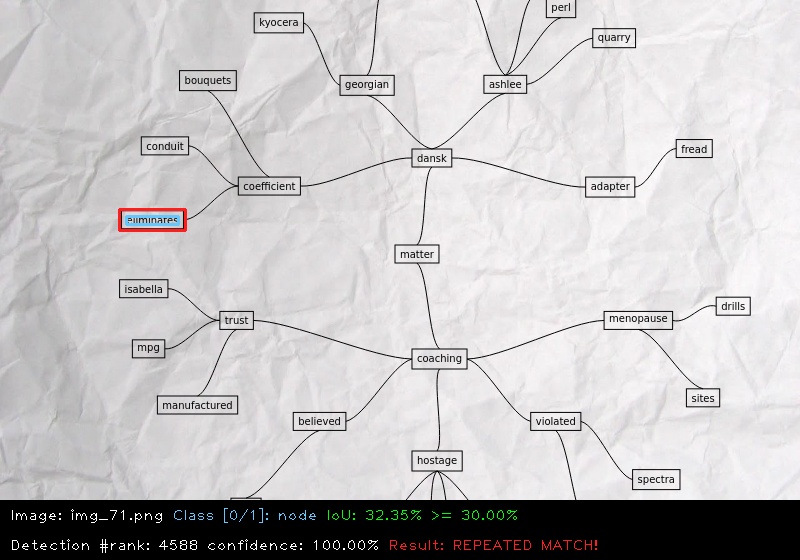 perl
kyocera
quarry
bouquets
georgian
ashlee
conduit
fread
dansk
coefficient
adapter
eliminates
matter
isabella
drills
trust
menopause
mpg
coaching
sites
manufactured
believed
violated
hostage
spectra
Image: img_71.png Class [0/1]: node IoU: 32.35% >= 30.00%
Detection #rank: 4588 confidence: 100.00% Result: REPEATED MATCH!